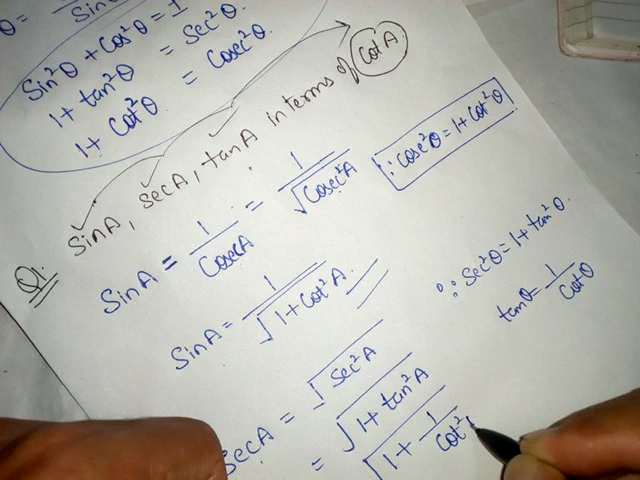 θ = Sin
Sin²θ + Cos²θ = 1
1 + tan²θ = Sec²θ.
1 + Cot²θ = Cosec²θ.
Q1. SinA, SecA, tanA in terms of Cot A.
SinA = 1/CosecA = 1/√Cosec²A
∵ Cosec²θ = 1 + Cot²θ
SinA = 1/√1+Cot²A.
∵ Sec²θ = 1 + tan²θ.
tanθ = 1/Cotθ
SecA = √Sec²A
= √1 + tan²A
√1 + 1/Cot²